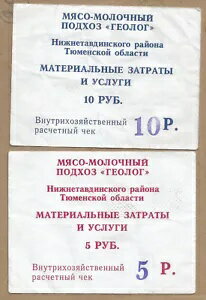 МЯСО-МОЛОЧНЫЙ
ПОДХОЗ «ГЕОЛОГ»
Нижнетавдинского района
Тюменской области
МАТЕРИАЛЬНЫЕ ЗАТРАТЫ
И УСЛУГИ
10 РУБ.
Внутрихозяйственный
расчетный чек
10 Р.
МЯСО-МОЛОЧНЫЙ
ПОДХОЗ «ГЕОЛОГ»
Нижнетавдинского района
Тюменской области
МАТЕРИАЛЬНЫЕ ЗАТРАТЫ
И УСЛУГИ
5 РУБ.
Внутрихозяйственный
расчетный чек
5 Р.